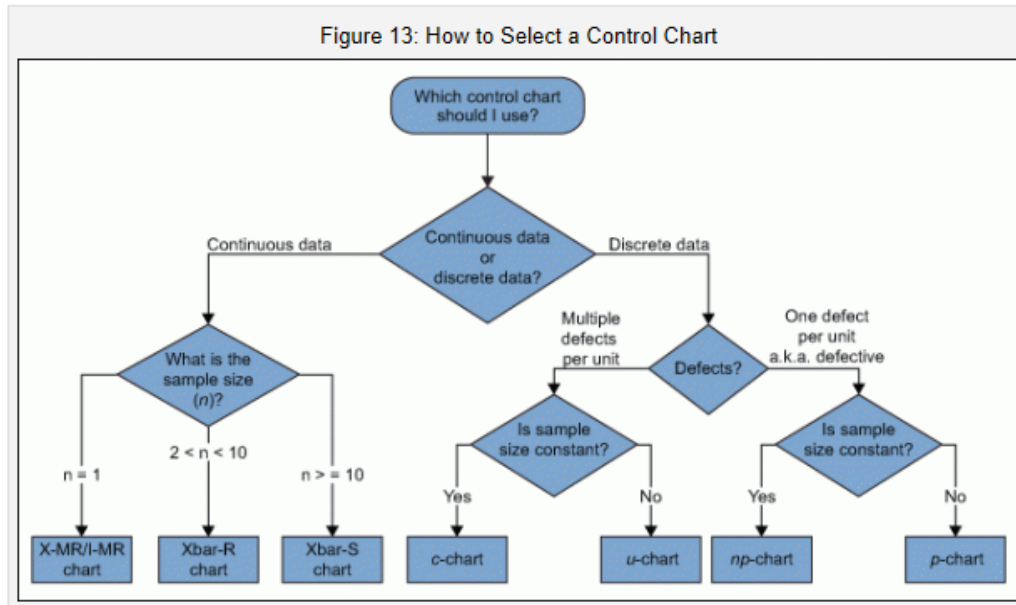 Figure 13: How to Select a Control Chart
Which control chart
should I use?
Continuous data
Continuous data
or
discrete data?
Discrete data
What is the
sample size
(n)?
Multiple
defects
per unit
Defects?
One defect
per unit
a.k.a. defective
Is sample
size constant?
Is sample
size constant?
n = 1
2 < n < 10
n > = 10
Yes
No
Yes
No
X-MR/I-MR
chart
Xbar-R
chart
Xbar-S
chart
c-chart
u-chart
np-chart
p-chart